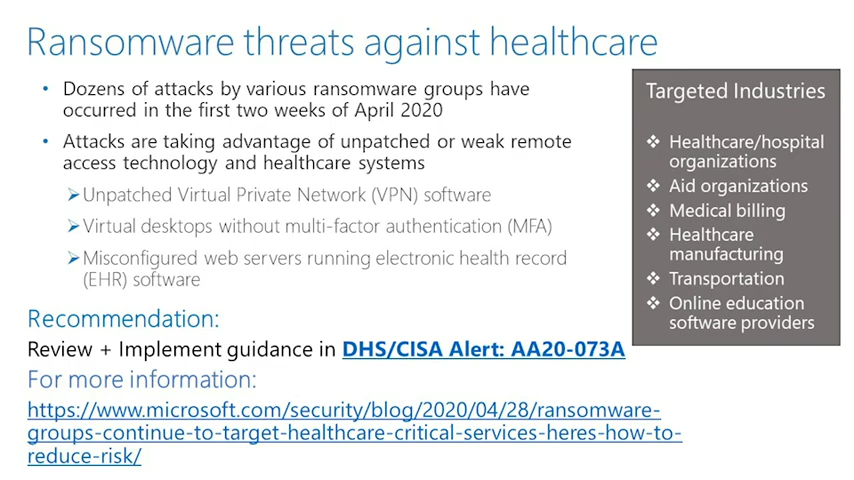 Ransomware threats against healthcare
• Dozens of attacks by various ransomware groups have
occurred in the first two weeks of April 2020
• Attacks are taking advantage of unpatched or weak remote
access technology and healthcare systems
➢Unpatched Virtual Private Network (VPN) software
➢Virtual desktops without multi-factor authentication (MFA)
➢Misconfigured web servers running electronic health record
(EHR) software
Recommendation:
Review + Implement guidance in DHS/CISA Alert: AA20-073A
For more information:
https://www.microsoft.com/security/blog/2020/04/28/ransomware-
groups-continue-to-target-healthcare-critical-services-heres-how-to-
reduce-risk/
Targeted Industries
❖ Healthcare/hospital
organizations
❖ Aid organizations
❖ Medical billing
❖ Healthcare
manufacturing
❖ Transportation
❖ Online education
software providers